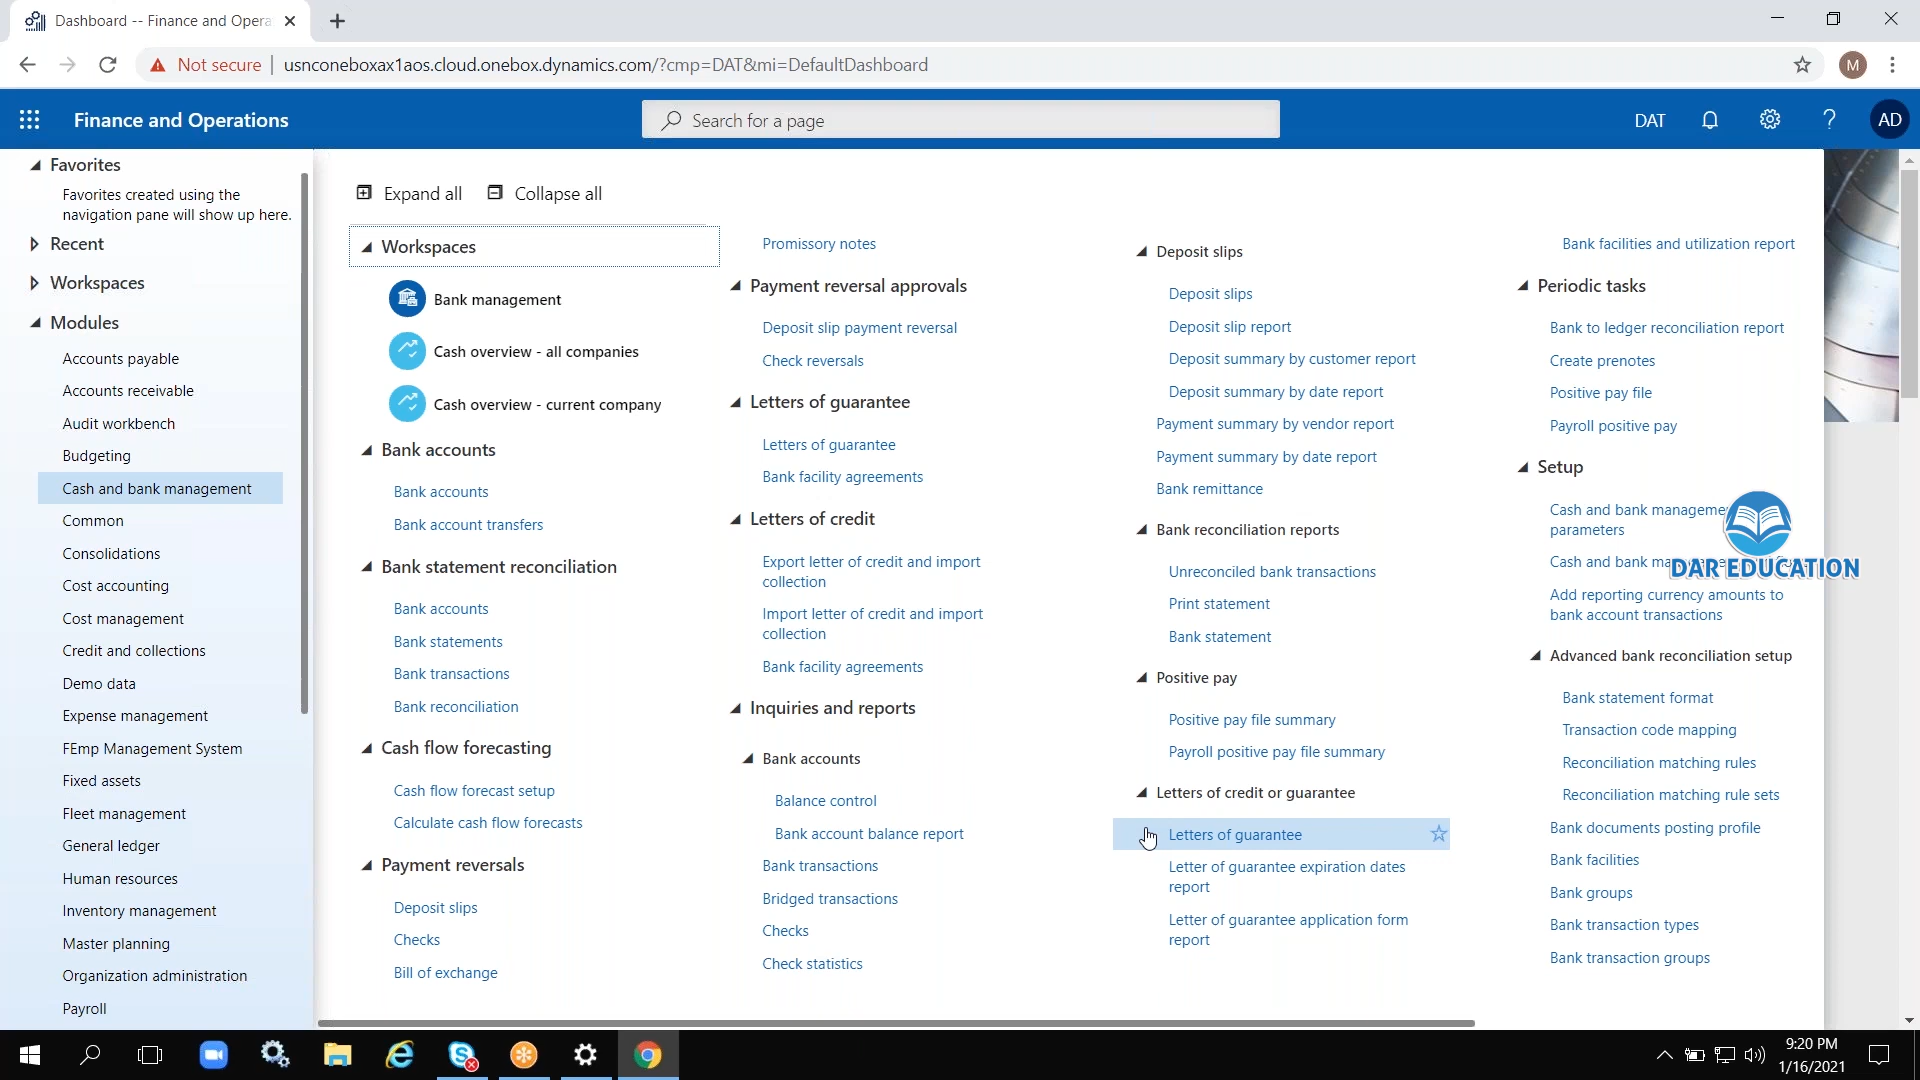 Dashboard -- Finance and Opera
Not secure
usnconeboxax1aos.cloud.onebox.dynamics.com/?cmp=DAT&mi=DefaultDashboard
M
Finance and Operations
Search for a page
DAT
?
AD
Favorites
Favorites created using the
navigation pane will show up here.
Recent
Workspaces
Modules
Accounts payable
Accounts receivable
Audit workbench
Budgeting
Cash and bank management
Common
Consolidations
Cost accounting
Cost management
Credit and collections
Demo data
Expense management
FEmp Management System
Fixed assets
Fleet management
General ledger
Human resources
Inventory management
Master planning
Organization administration
Payroll
Expand all
Collapse all
Workspaces
Bank management
Cash overview - all companies
Cash overview - current company
Bank accounts
Bank accounts
Bank account transfers
Bank statement reconciliation
Bank accounts
Bank statements
Bank transactions
Bank reconciliation
Cash flow forecasting
Cash flow forecast setup
Calculate cash flow forecasts
Payment reversals
Deposit slips
Checks
Bill of exchange
Promissory notes
Payment reversal approvals
Deposit slip payment reversal
Check reversals
Letters of guarantee
Letters of guarantee
Bank facility agreements
Letters of credit
Export letter of credit and import
collection
Import letter of credit and import
collection
Bank facility agreements
Inquiries and reports
Bank accounts
Balance control
Bank account balance report
Bank transactions
Bridged transactions
Checks
Check statistics
Deposit slips
Deposit slips
Deposit slip report
Deposit summary by customer report
Deposit summary by date report
Payment summary by vendor report
Payment summary by date report
Bank remittance
Bank reconciliation reports
Unreconciled bank transactions
Print statement
Bank statement
Positive pay
Positive pay file summary
Payroll positive pay file summary
Letters of credit or guarantee
Letters of guarantee
Letter of guarantee expiration dates
report
Letter of guarantee application form
report
Bank facilities and utilization report
Periodic tasks
Bank to ledger reconciliation report
Create prenotes
Positive pay file
Payroll positive pay
Setup
Cash and bank manageme
parameters
Cash and bank ma
DAR EDUCATION
Add reporting currency amounts to
bank account transactions
Advanced bank reconciliation setup
Bank statement format
Transaction code mapping
Reconciliation matching rules
Reconciliation matching rule sets
Bank documents posting profile
Bank facilities
Bank groups
Bank transaction types
Bank transaction groups
9:20 PM
1/16/2021